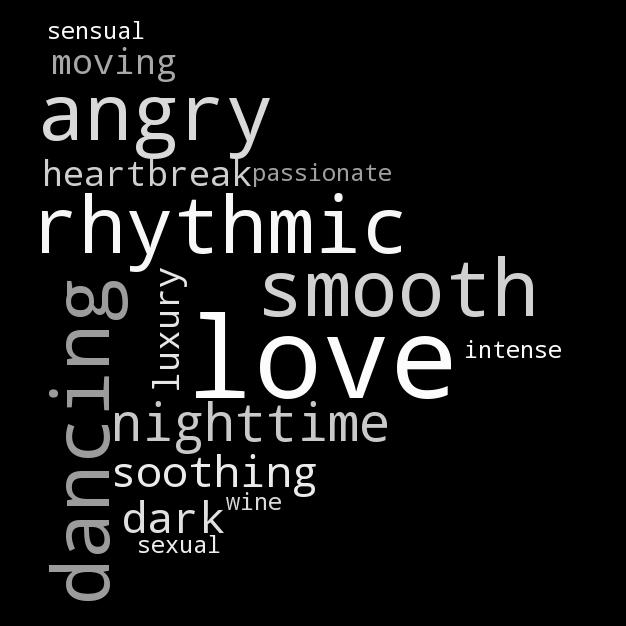 sensual
moving
angry
heartbreak
passionate
rhythmic
smooth
luxury
dancing
love
intense
nighttime
soothing
wine
dark
sexual